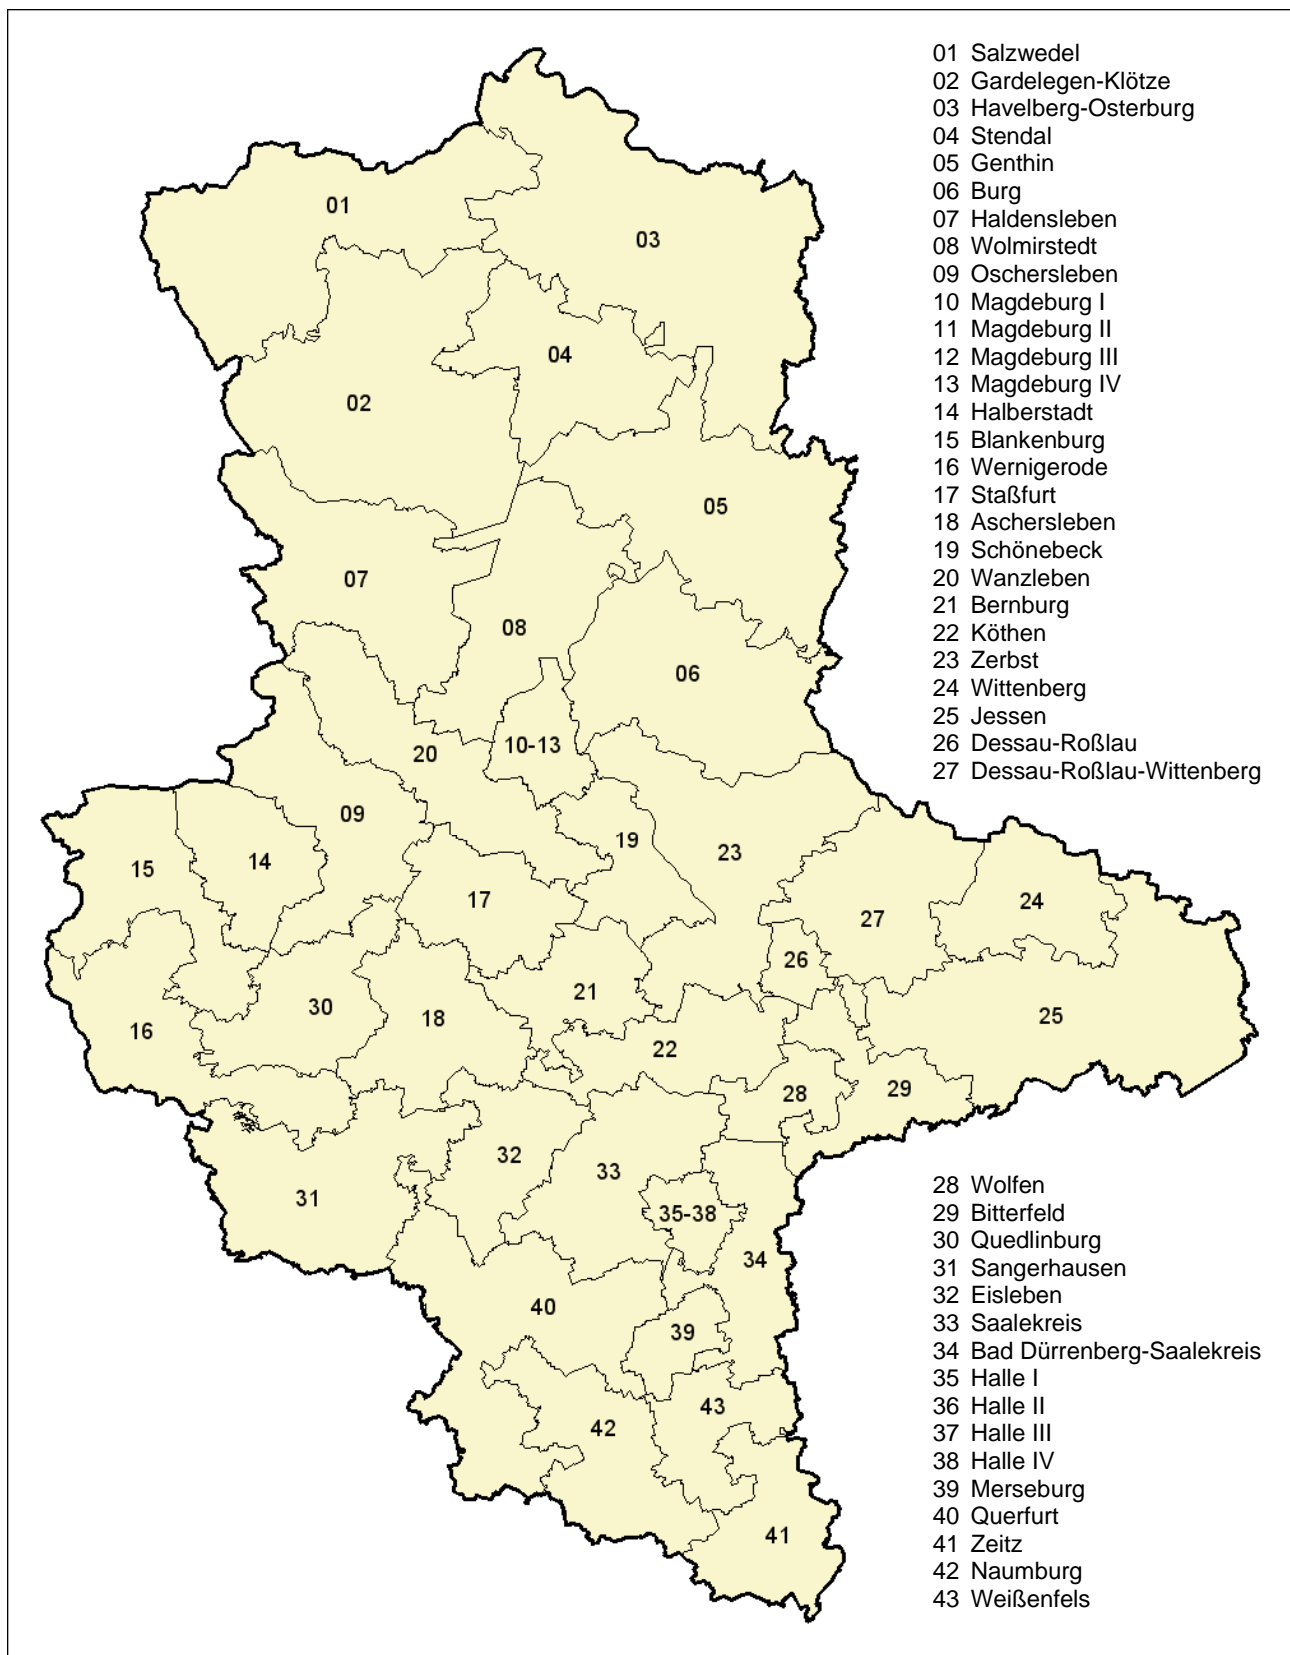 01 Salzwedel
02 Gardelegen-Klötze
03 Havelberg-Osterburg
04 Stendal
05 Genthin
06 Burg
07 Haldensleben
08 Wolmirstedt
09 Oschersleben
10 Magdeburg I
11 Magdeburg II
12 Magdeburg III
13 Magdeburg IV
14 Halberstadt
15 Blankenburg
16 Wernigerode
17 Staßfurt
18 Aschersleben
19 Schönebeck
20 Wanzleben
21 Bernburg
22 Köthen
23 Zerbst
24 Wittenberg
25 Jessen
26 Dessau-Roßlau
27 Dessau-Roßlau-Wittenberg
01
03
04
02
05
07
08
06
10-13
20
09
19
23
14
15
17
24
27
26
21
30
18
16
25
22
28
29
32
33
31
35-38
34
40
39
43
42
41
28 Wolfen
29 Bitterfeld
30 Quedlinburg
31 Sangerhausen
32 Eisleben
33 Saalekreis
34 Bad Dürrenberg-Saalekreis
35 Halle I
36 Halle II
37 Halle III
38 Halle IV
39 Merseburg
40 Querfurt
41 Zeitz
42 Naumburg
43 Weißenfels